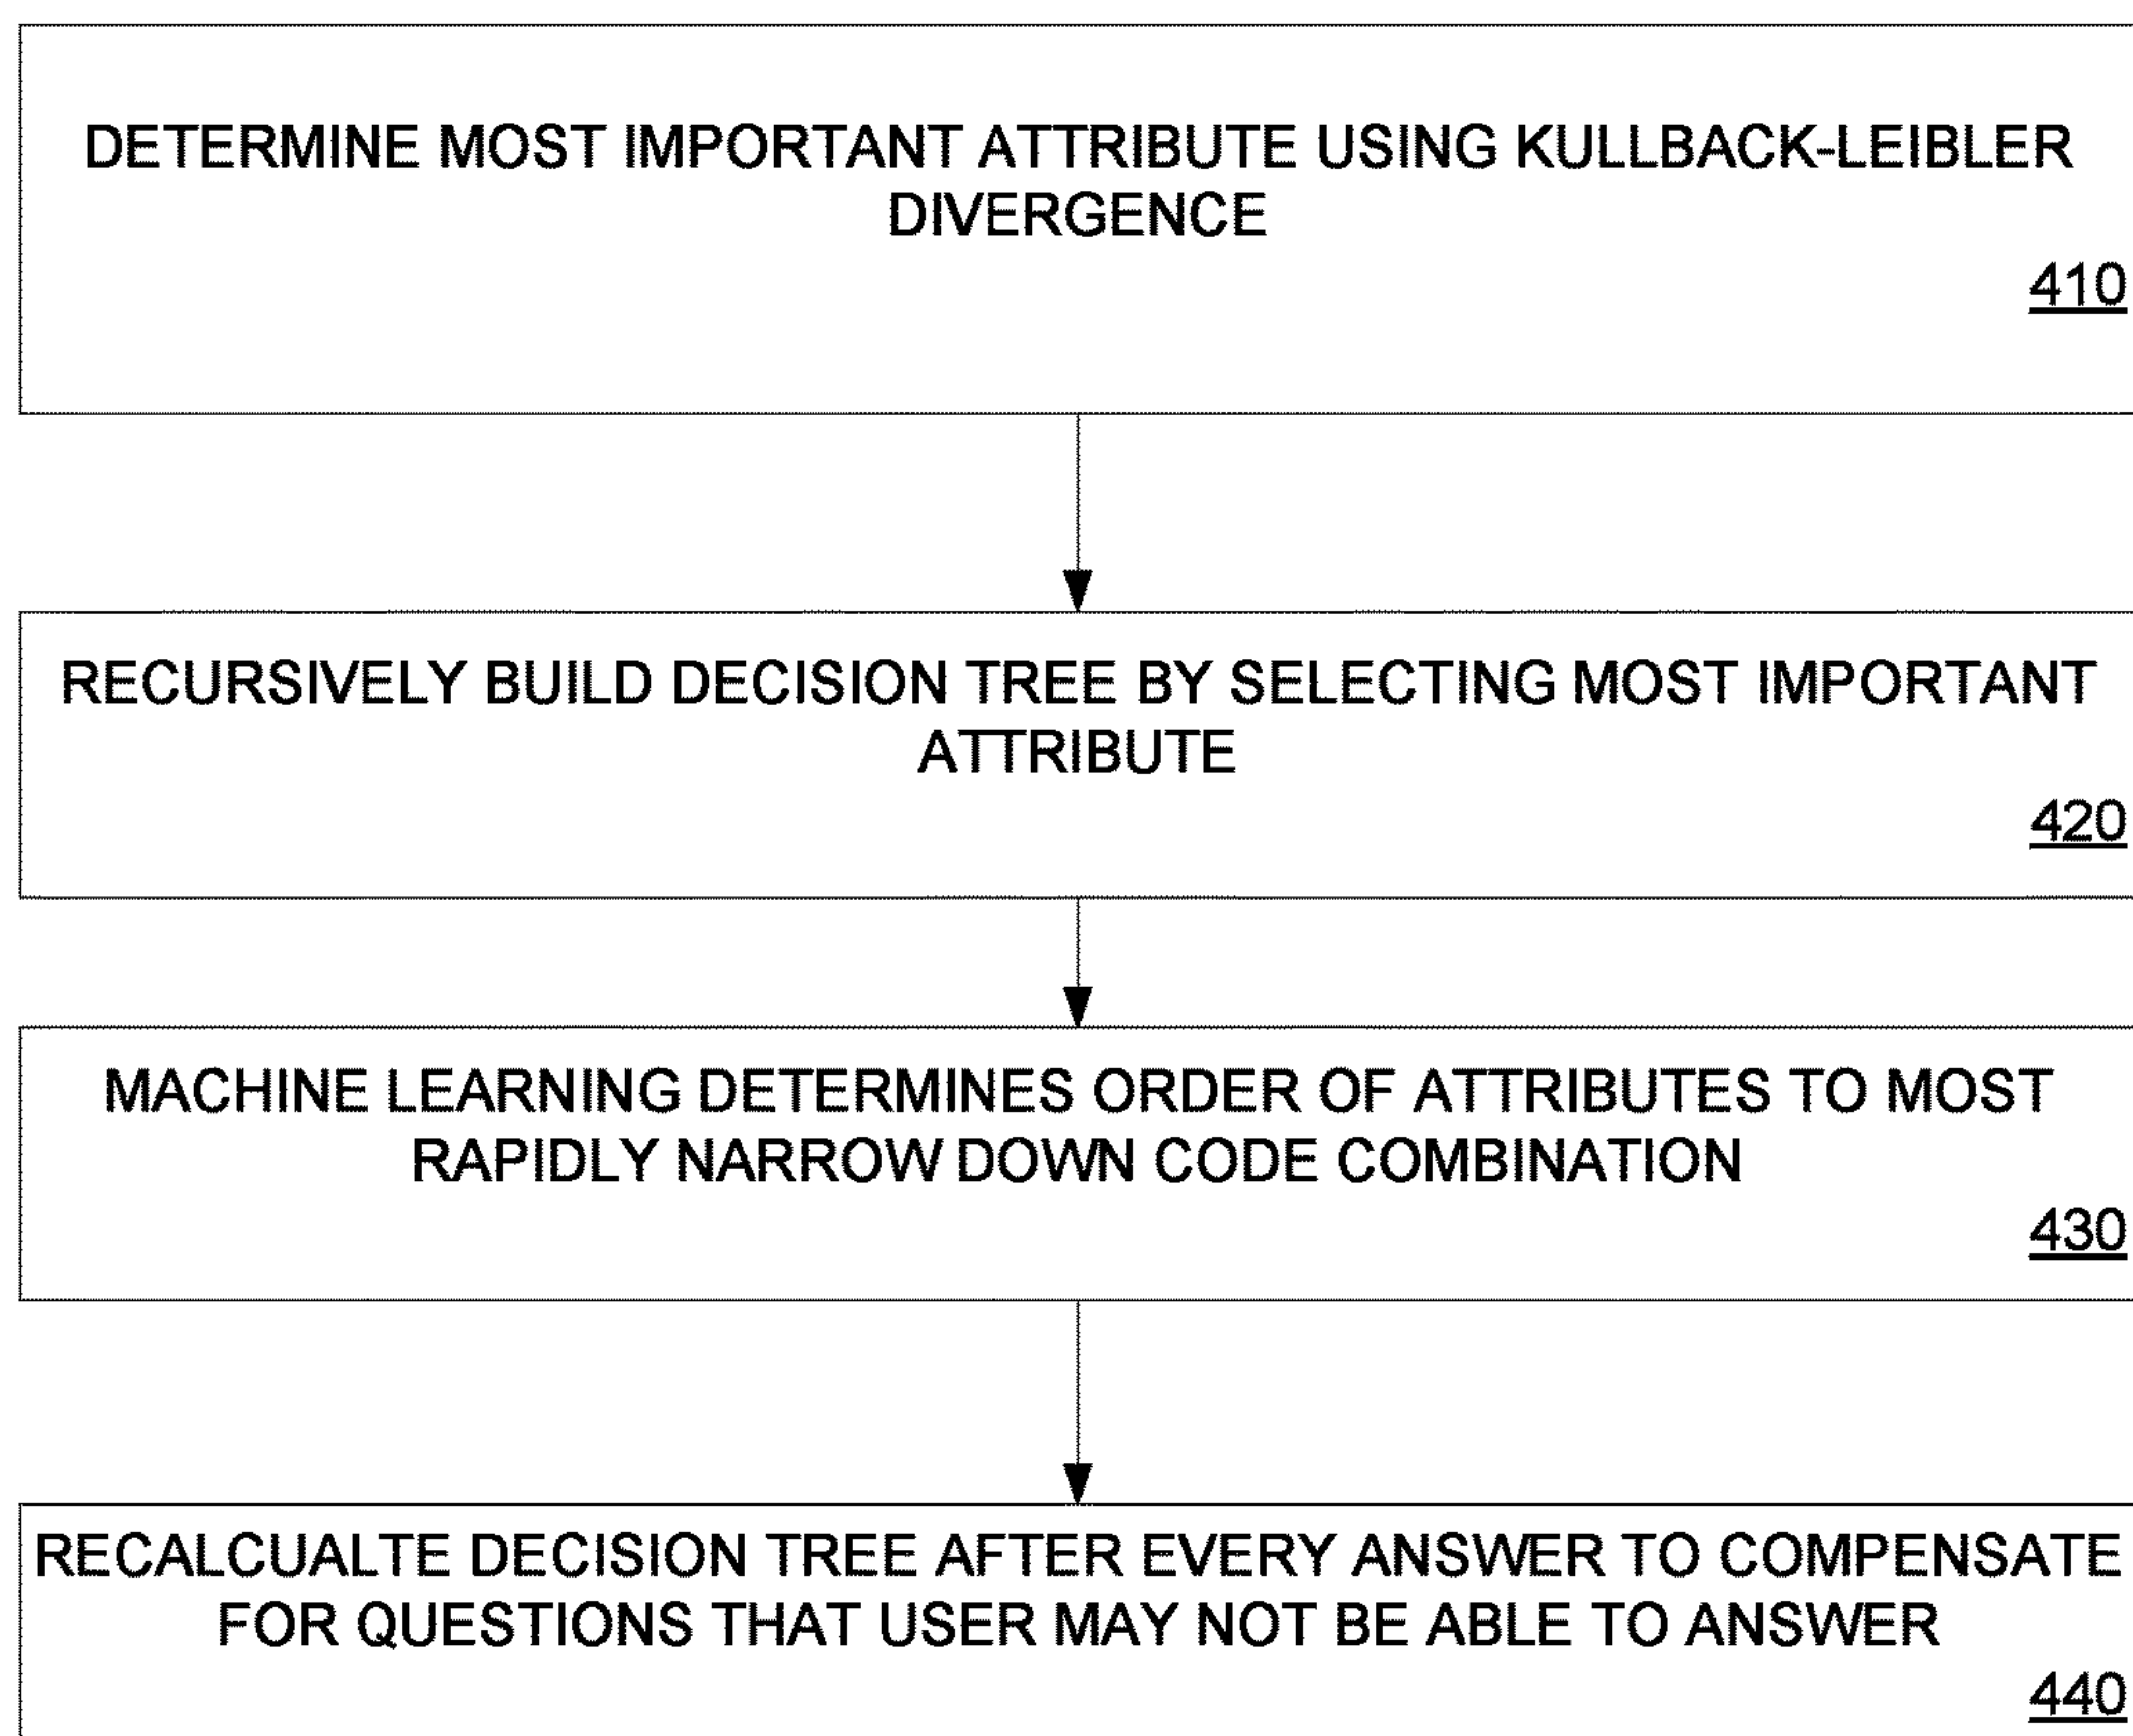 DETERMINE MOST IMPORTANT ATTRIBUTE USING KULLBACK-LEIBLER
DIVERGENCE
410
RECURSIVELY BUILD DECISION TREE BY SELECTING MOST IMPORTANT
ATTRIBUTE
420
MACHINE LEARNING DETERMINES ORDER OF ATTRIBUTES TO MOST
RAPIDLY NARROW DOWN CODE COMBINATION
430
RECALCUALTE DECISION TREE AFTER EVERY ANSWER TO COMPENSATE
FOR QUESTIONS THAT USER MAY NOT BE ABLE TO ANSWER
440